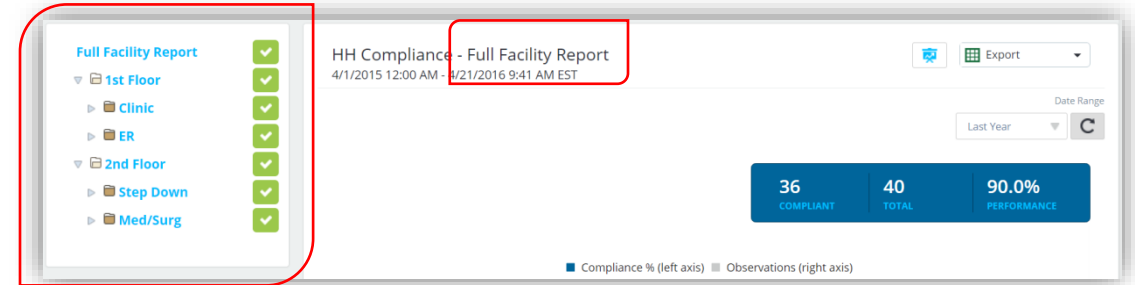 Full Facility Report
1st Floor
Clinic
ER
2nd Floor
Step Down
Med/Surg
HH Compliance - Full Facility Report
4/1/2015 12:00 AM - 4/21/2016 9:41 AM EST
Export
Date Range
Last Year
36 40 90.0%
COMPLIANT TOTAL PERFORMANCE
Compliance % (left axis) Observations (right axis)